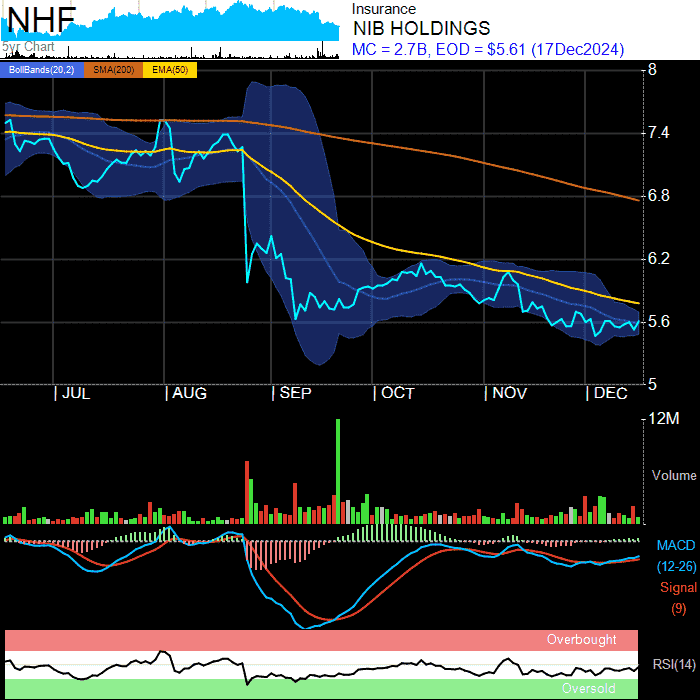 NHF
5yr Chart
Insurance
NIB HOLDINGS
MC = 2.7B, EOD = $5.61 (17Dec2024)
BollBands(20,2) SMA(200) EMA(50)
8
7.4
6.8
6.2
5.6
5
JUL AUG SEP OCT NOV DEC
12M
Volume
MACD
(12-26)
Signal
(9)
Overbought
RSI(14)
Oversold